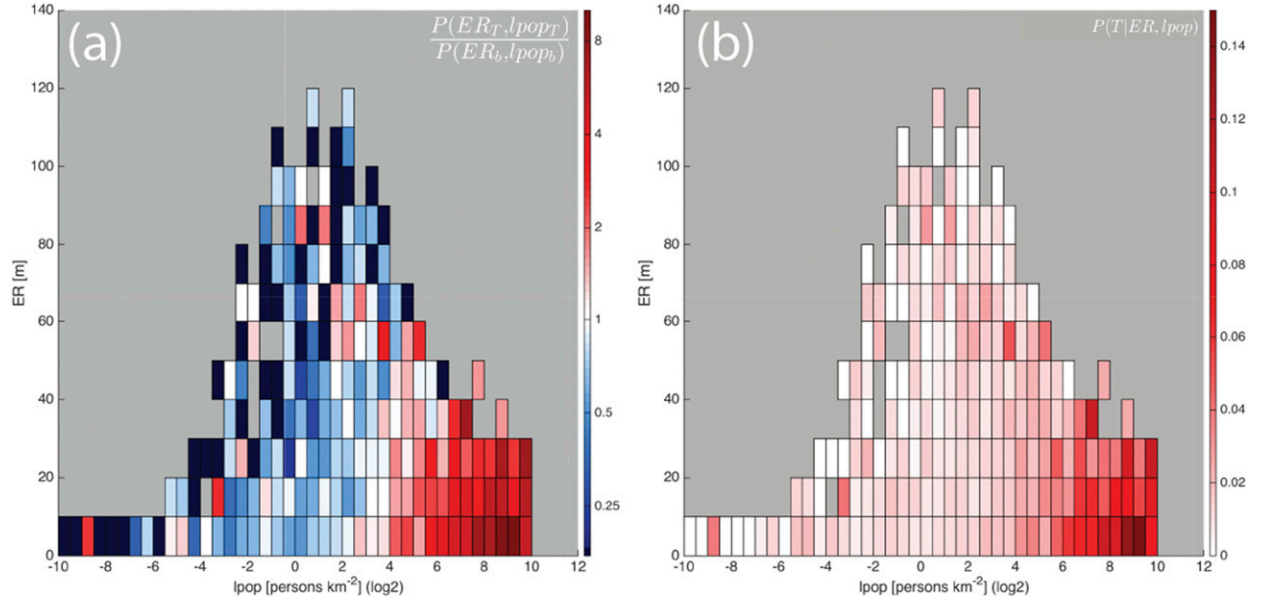 (a)
P(ER_T,lpop_T)
P(ER_b,lpop_b)
140
120
100
80
60
40
20
0
ER [m]
-10 -8 -6 -4 -2 0 2 4 6 8 10 12
lpop [persons km⁻²] (log2)
8
4
2
1
0.5
0.25
(b)
P(T|ER,lpop)
140
120
100
80
60
40
20
0
ER [m]
-10 -8 -6 -4 -2 0 2 4 6 8 10 12
lpop [persons km⁻²] (log2)
0.14
0.12
0.1
0.08
0.06
0.04
0.02
0